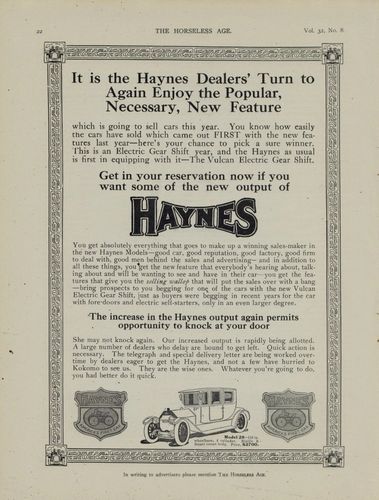 22
THE HORSELESS AGE.
Vol. 32, No. 8.
It is the Haynes Dealers' Turn to
Again Enjoy the Popular,
Necessary, New Feature
which is going to sell cars this year. You know how easily
the cars have sold which came out FIRST with the new fea-
tures last year—here's your chance to pick a sure winner.
This is an Electric Gear Shift year, and the Haynes as usual
is first in equipping with it—The Vulcan Electric Gear Shift.
Get in your reservation now if you
want some of the new output of
HAYNES
You get absolutely everything that goes to make up a winning sales-maker in
the new Haynes Models—good car, good reputation, good factory, good firm
to deal with, good men behind the sales and advertising—and in addition to
all these things, you get the new feature that everybody's hearing about, talk-
ing about and will be wanting to see and have in their car—you get the fea-
tures that give you the selling wallop that will put the sales over with a bang
—bring prospects to you begging for one of the cars with the new Vulcan
Electric Gear Shift, just as buyers were begging in recent years for the car
with fore-doors and electric self-starters, only in an even larger degree.
The increase in the Haynes output again permits
opportunity to knock at your door
She may not knock again. Our increased output is rapidly being allotted.
A large number of dealers who delay are bound to get left. Quick action is
necessary. The telegraph and special delivery letter are being worked over-
time by dealers eager to get the Haynes, and not a few have hurried to
Kokomo to see us. They are the wise ones. Whatever you're going to do,
you had better do it quick.
HAYNES
HAYNES
Model 28
$2700.
In writing to advertisers please mention THE HORSELESS AGE.